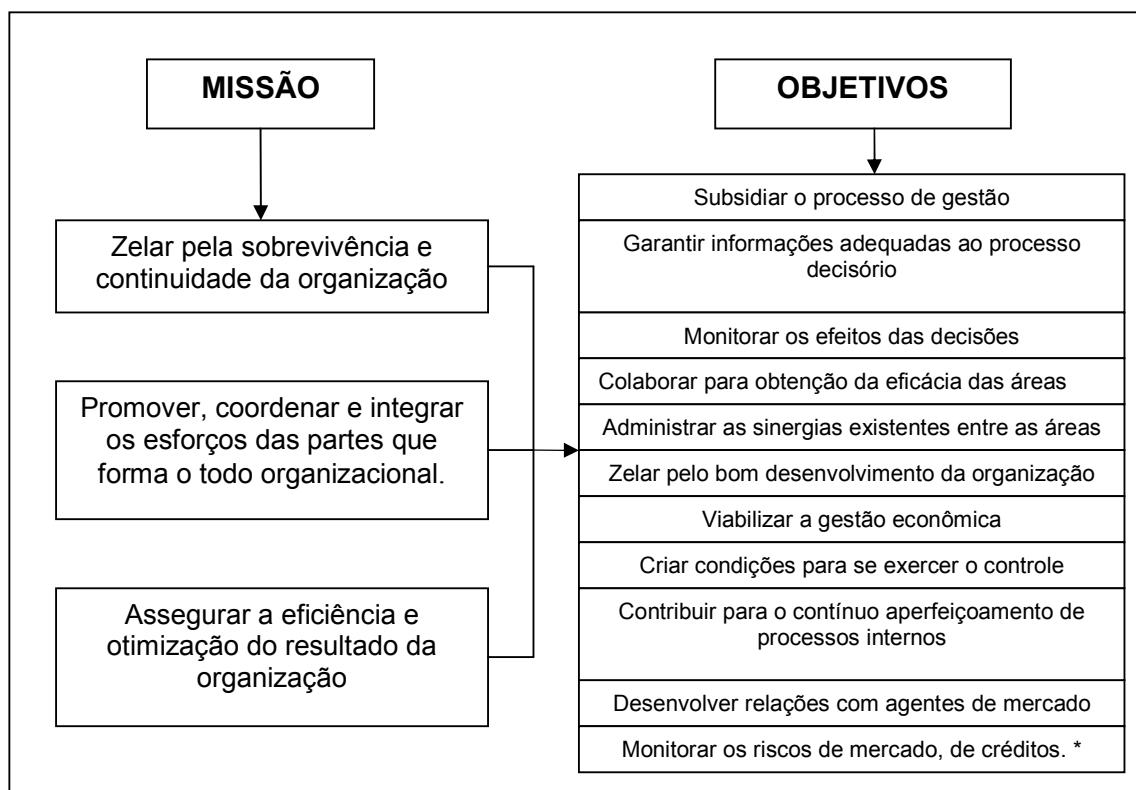 MISSÃO
Zelar pela sobrevivência e
continuidade da organização
Promover, coordenar e integrar
os esforços das partes que
forma o todo organizacional.
Assegurar a eficiência e
otimização do resultado da
organização
OBJETIVOS
Subsidiar o processo de gestão
Garantir informações adequadas ao processo
decisório
Monitorar os efeitos das decisões
Colaborar para obtenção da eficácia das áreas
Administrar as sinergias existentes entre as áreas
Zelar pelo bom desenvolvimento da organização
Viabilizar a gestão econômica
Criar condições para se exercer o controle
Contribuir para o contínuo aperfeiçoamento de
processos internos
Desenvolver relações com agentes de mercado
Monitorar os riscos de mercado, de créditos. *